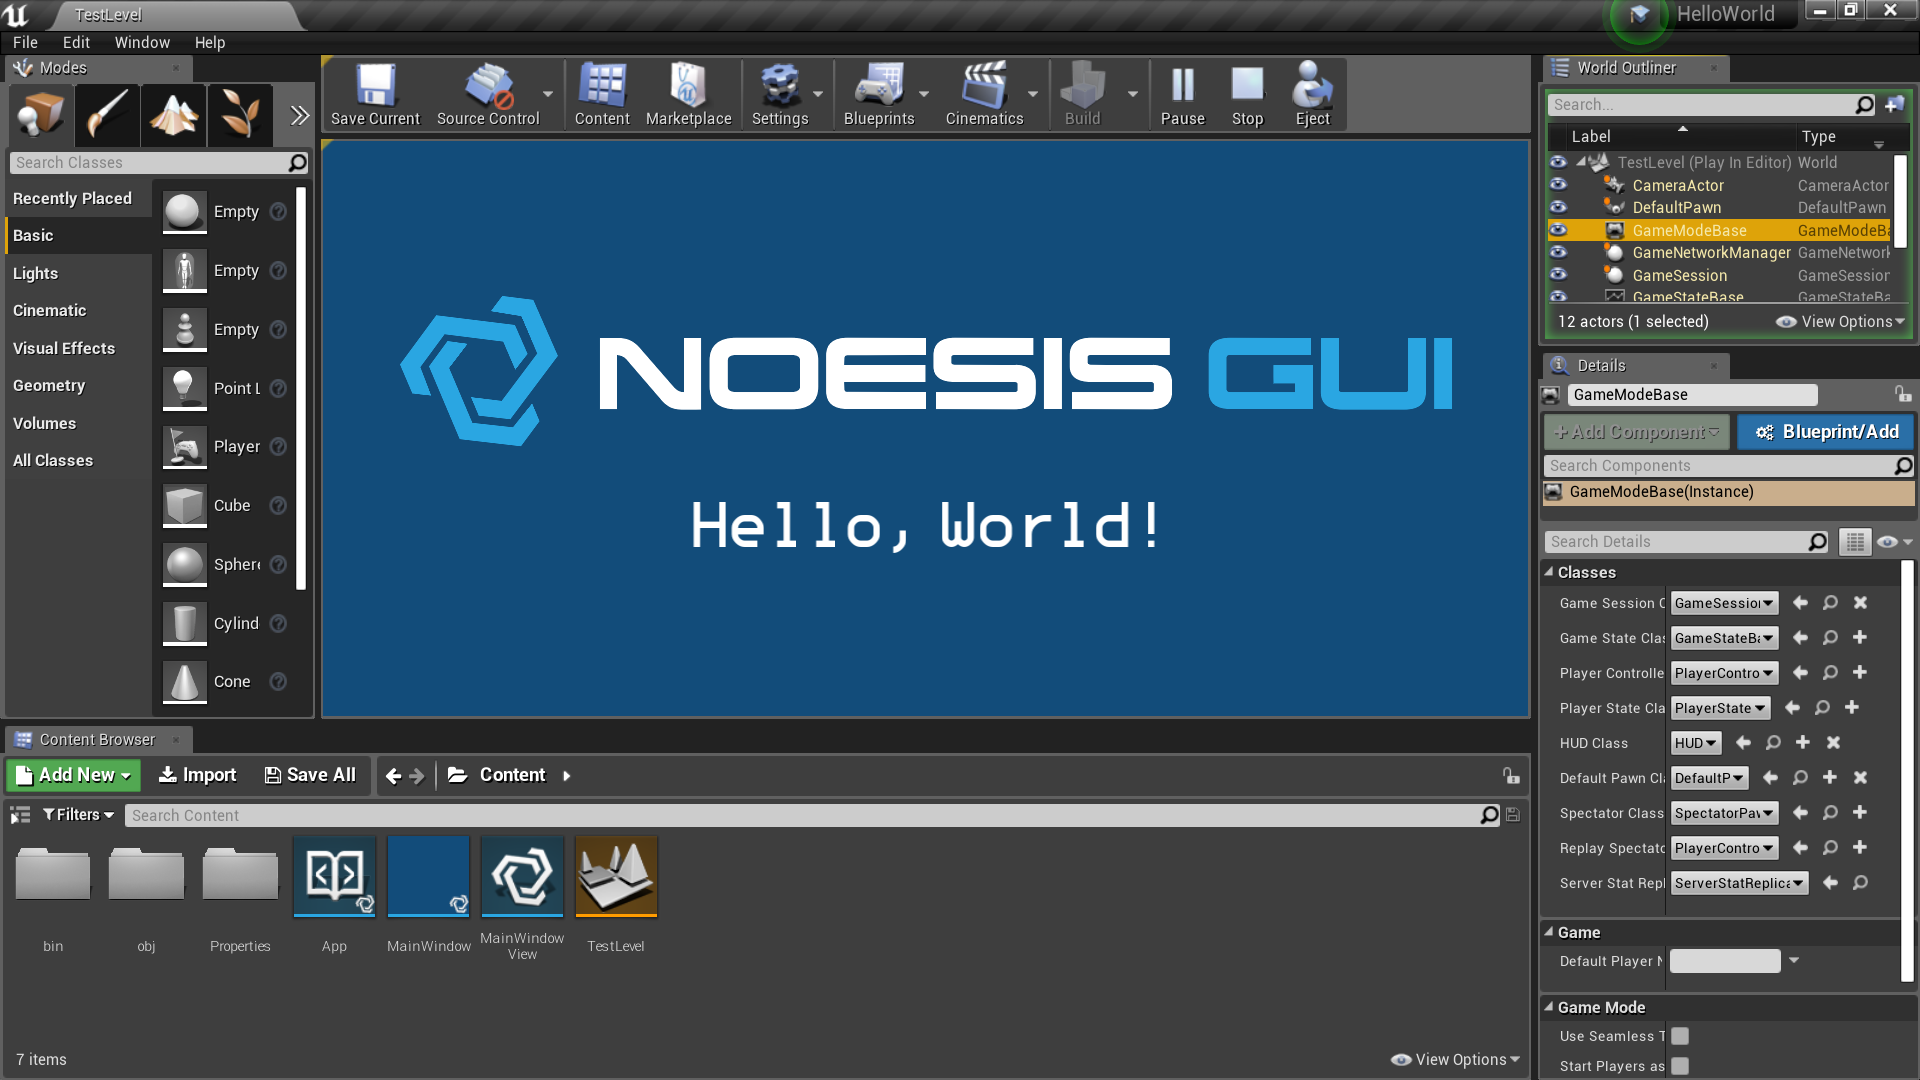 TestLevel
HelloWorld
File Edit Window Help
Modes
Search Classes
Recently Placed
Basic
Lights
Cinematic
Visual Effects
Geometry
Volumes
All Classes
Empty
Empty
Empty
Point L
Player
Cube
Sphere
Cylind
Cone
Save Current Source Control Content Marketplace Settings Blueprints Cinematics Build Pause Stop Eject
NOESIS GUI
Hello, World!
World Outliner
Search...
Label Type
TestLevel (Play In Editor) World
CameraActor CameraActor
DefaultPawn DefaultPawn
GameModeBase GameModeBa
GameNetworkManager GameNetwork
GameSession GameSession
GameStateBase GameStateBa
12 actors (1 selected) View Options
Details
GameModeBase
+Add Component Blueprint/Add
Search Components
GameModeBase(Instance)
Search Details
Classes
Game Session C GameSession
Game State Clas GameStateBa
Player Controlle PlayerContro
Player State Cla PlayerState
HUD Class HUD
Default Pawn Cl DefaultP
Spectator Class SpectatorPaw
Replay Spectato PlayerContro
Server Stat Repl ServerStatReplica
Game
Default Player N
Game Mode
Use Seamless T
Start Players as
Content Browser
Add New Import Save All Content
Filters Search Content
bin
obj
Properties
App
MainWindow
MainWindow
View
TestLevel
7 items View Options